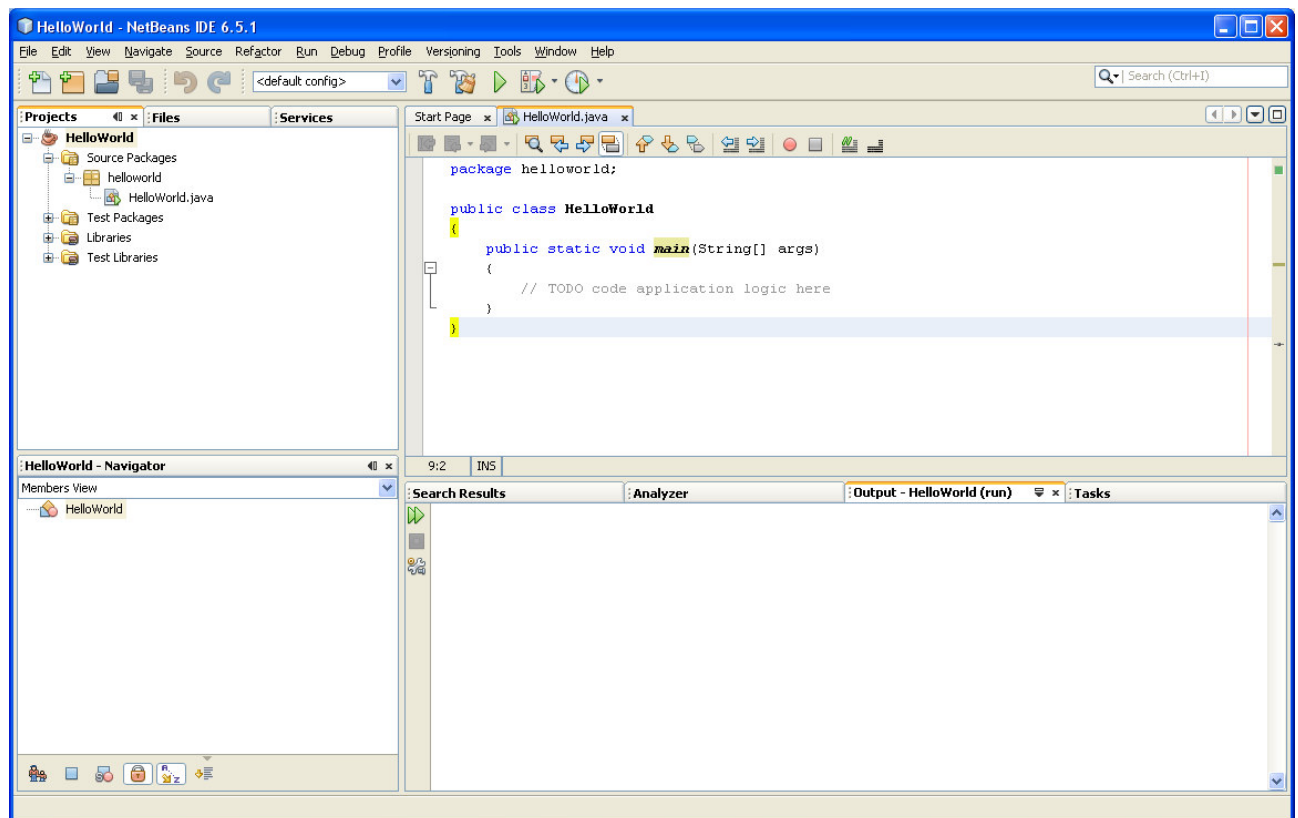 HelloWorld - NetBeans IDE 6.5.1
File Edit View Navigate Source Refactor Run Debug Profile Versioning Tools Window Help
<default config>
Search (Ctrl+I)
Projects Files Services
HelloWorld
Source Packages
helloworld
HelloWorld.java
Test Packages
Libraries
Test Libraries
Start Page HelloWorld.java
package helloworld;
public class HelloWorld
{
public static void main(String[] args)
{
// TODO code application logic here
}
}
9:2 INS
HelloWorld - Navigator
Members View
HelloWorld
Search Results Analyzer Output - HelloWorld (run) Tasks